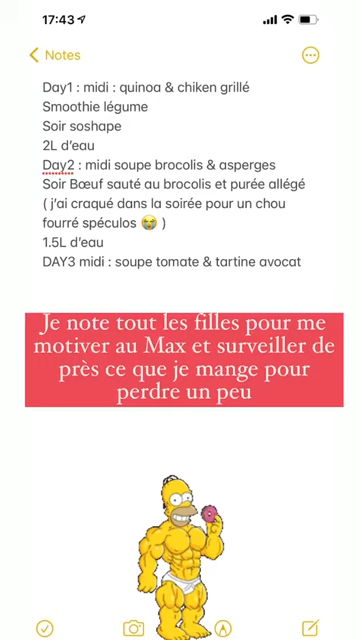 17:43
Notes
Day1 : midi : quinoa & chiken grillé
Smoothie légume
Soir soshape
2L d'eau
Day2 : midi soupe brocolis & asperges
Soir Bœuf sauté au brocolis et purée allégé
( j'ai craqué dans la soirée pour un chou
fourré spéculos 😭 )
1.5L d'eau
DAY3 midi : soupe tomate & tartine avocat
Je note tout les filles pour me
motiver au Max et surveiller de
près ce que je mange pour
perdre un peu